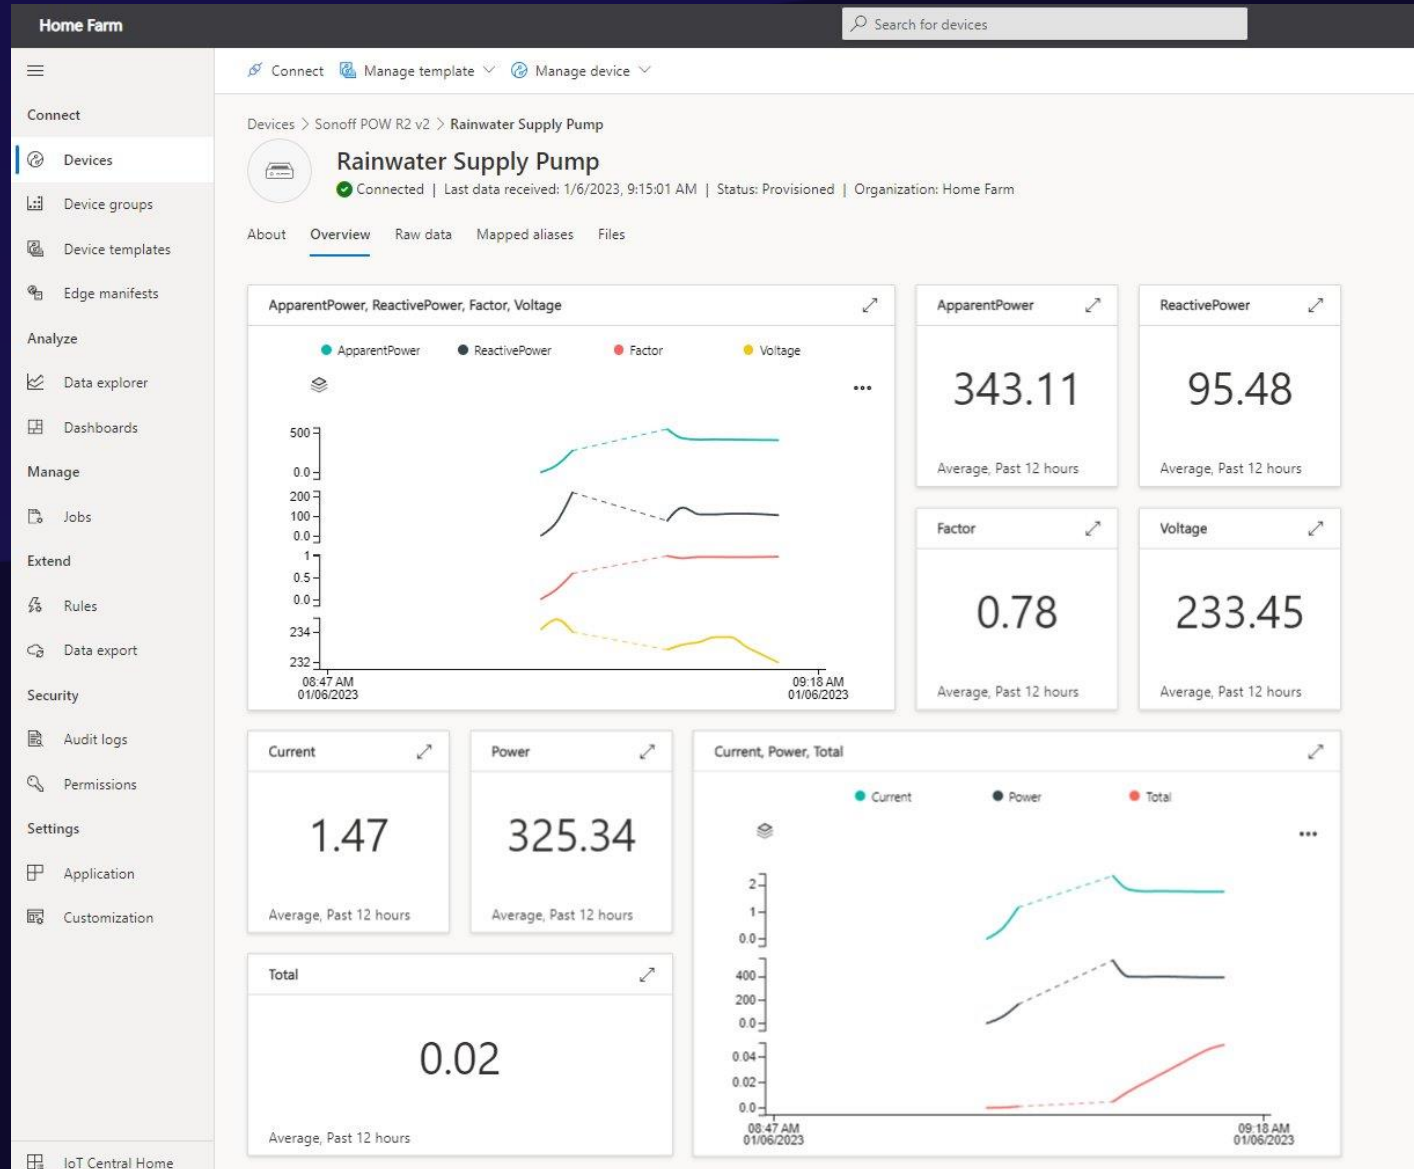 Home Farm
Search for devices
Connect Manage template Manage device
Connect
Devices
Device groups
Device templates
Edge manifests
Analyze
Data explorer
Dashboards
Manage
Jobs
Extend
Rules
Data export
Security
Audit logs
Permissions
Settings
Application
Customization
IoT Central Home
Devices > Sonoff POW R2 v2 > Rainwater Supply Pump
Rainwater Supply Pump
Connected | Last data received: 1/6/2023, 9:15:01 AM | Status: Provisioned | Organization: Home Farm
About Overview Raw data Mapped aliases Files
ApparentPower, ReactivePower, Factor, Voltage
ApparentPower ReactivePower Factor Voltage
500
0.0
200
100
0.0
1
0.5
0.0
234
232
08:47 AM 09:18 AM
01/06/2023 01/06/2023
ApparentPower
343.11
Average, Past 12 hours
ReactivePower
95.48
Average, Past 12 hours
Factor
0.78
Average, Past 12 hours
Voltage
233.45
Average, Past 12 hours
Current
1.47
Average, Past 12 hours
Power
325.34
Average, Past 12 hours
Total
0.02
Average, Past 12 hours
Current, Power, Total
Current Power Total
2
1
0.0
400
200
0.0
0.04
0.02
0.0
08:47 AM 09:18 AM
01/06/2023 01/06/2023